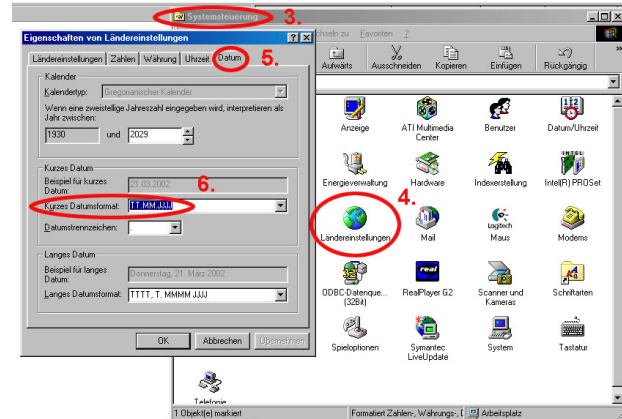 Systemsteuerung 3.
Eigenschaften von Ländereinstellungen
Ländereinstellungen Zahlen Währung Uhrzeit Datum 5.
Kalender
Kalendertyp: Gregorianischer Kalender
Wenn eine zweistellige Jahreszahl eingegeben wird, interpretieren als
Jahr zwischen:
1930 und 2029
Kurzes Datum
Beispiel für kurzes
Datum:
21.03.2002
6.
Kurzes Datumsformat: TT.MM.JJJJ
Datumstrennzeichen: .
Langes Datum
Beispiel für langes
Datum:
Donnerstag, 21. März 2002
Langes Datumsformat: TTTT, T. MMMM JJJJ
OK Abbrechen Übernehmen
chseln zu Favoriten ?
Aufwärts Ausschneiden Kopieren Einfügen Rückgängig
Anzeige ATI Multimedia Center Benutzer Datum/Uhrzeit
Energieverwaltung Hardware Indexerstellung Intel(R) PROSet
4.
Ländereinstellungen Mail Logitech Maus Modems
real
ODBC-Datenque... (32Bit) RealPlayer G2 Scanner und Kameras Schriftarten
Spieloptionen Symantec LiveUpdate System Tastatur
Telefonie
1 Objekt(e) markiert Formatiert Zahlen-, Währungs-, Arbeitsplatz